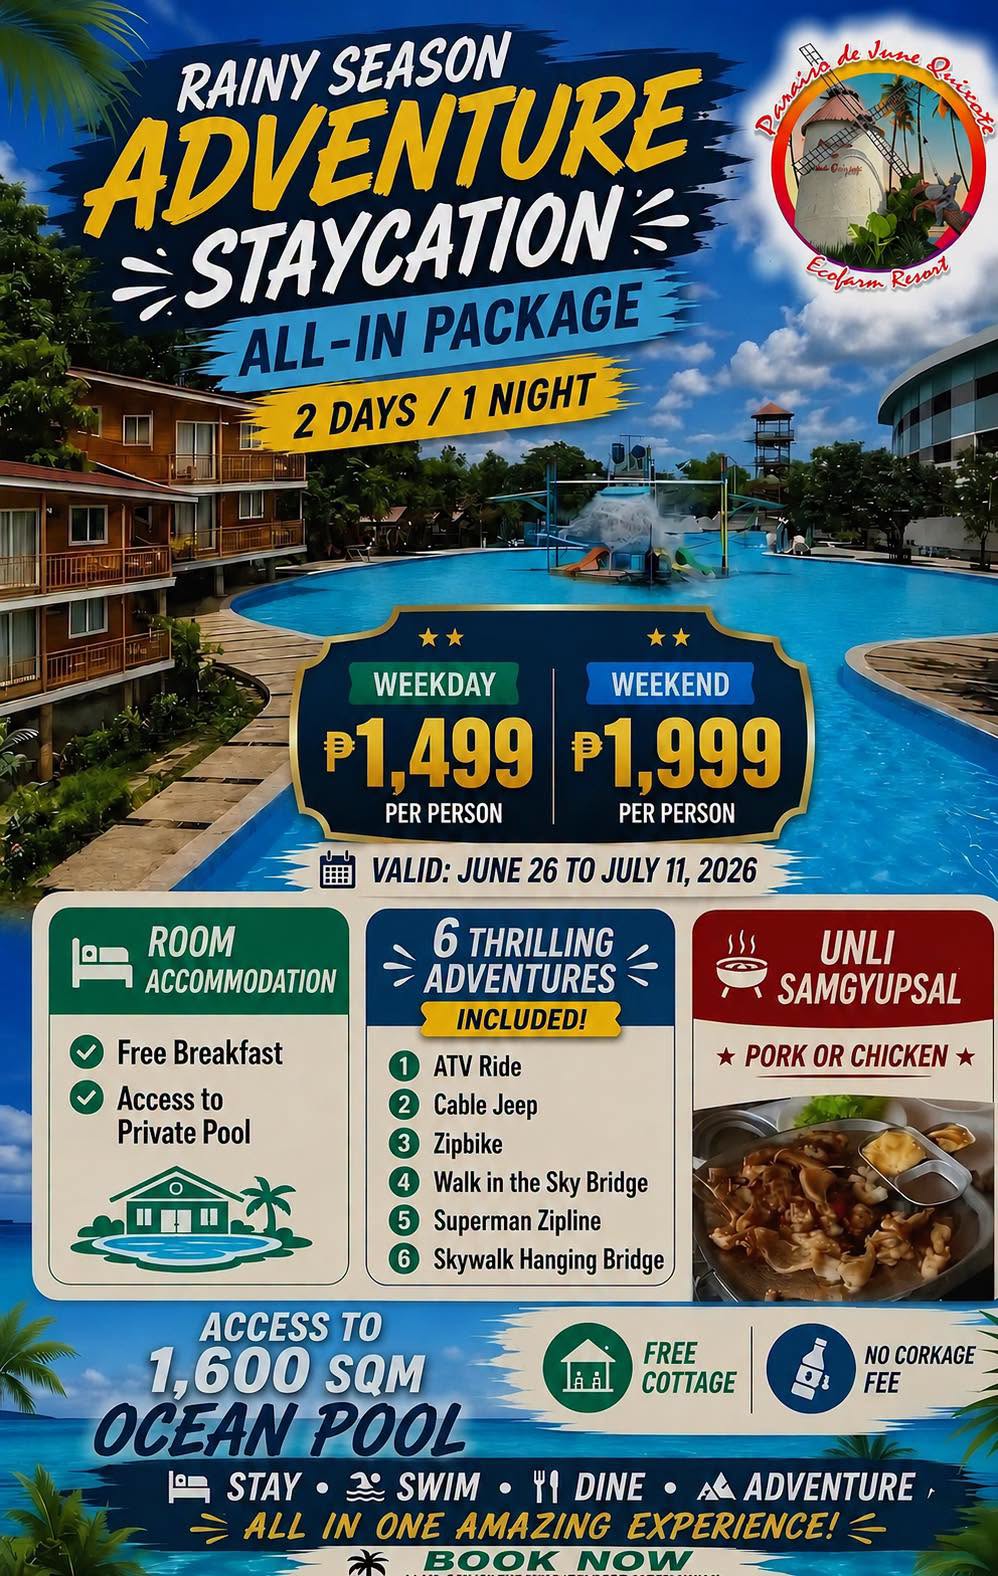 RAINY SEASON
ADVENTURE
STAYCATION
ALL-IN PACKAGE
2 DAYS / 1 NIGHT
Paraiso de June Quixote
Ecofarm Resort
WEEKDAY
₱1,499
PER PERSON
WEEKEND
₱1,999
PER PERSON
VALID: JUNE 26 TO JULY 11, 2026
ROOM
ACCOMMODATION
Free Breakfast
Access to
Private Pool
6 THRILLING
ADVENTURES
INCLUDED!
1 ATV Ride
2 Cable Jeep
3 Zipbike
4 Walk in the Sky Bridge
5 Superman Zipline
6 Skywalk Hanging Bridge
UNLI
SAMGYUPSAL
★ PORK OR CHICKEN ★
ACCESS TO
1,600 SQM
OCEAN POOL
FREE
COTTAGE
NO CORKAGE
FEE
STAY • SWIM • DINE • ADVENTURE
ALL IN ONE AMAZING EXPERIENCE!
BOOK NOW